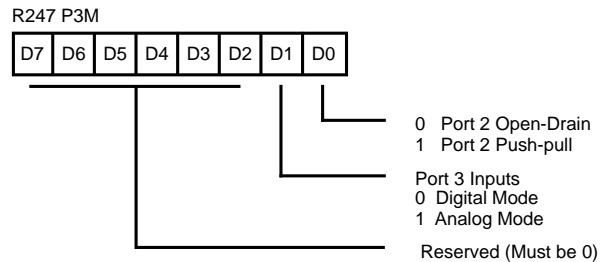 R247 P3M
D7 D6 D5 D4 D3 D2 D1 D0
0 Port 2 Open-Drain
1 Port 2 Push-pull
Port 3 Inputs
0 Digital Mode
1 Analog Mode
Reserved (Must be 0)